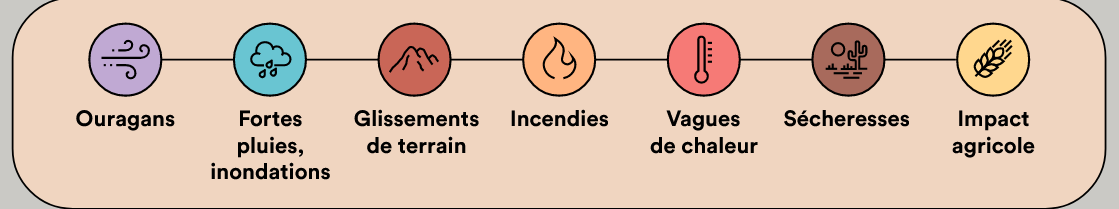 Ouragans
Fortes
pluies,
inondations
Glissements
de terrain
Incendies
Vagues
de chaleur
Sécheresses
Impact
agricole